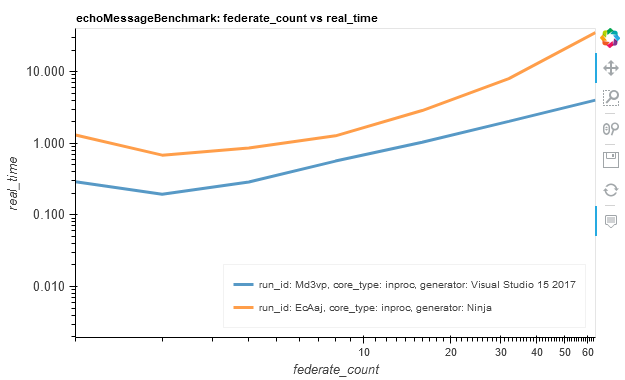 echoMessageBenchmark: federate_count vs real_time
10.000
1.000
0.100
0.010
real_time
run_id: Md3vp, core_type: inproc, generator: Visual Studio 15 2017
run_id: EcAaj, core_type: inproc, generator: Ninja
10 20 30 40 50 60
federate_count